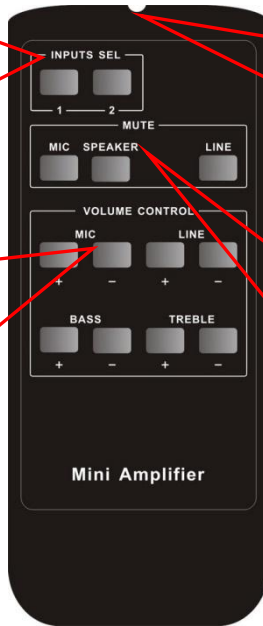 INPUTS SEL
1 2
MUTE
MIC SPEAKER LINE
VOLUME CONTROL
MIC LINE
+ - + -
BASS TREBLE
+ - + -
Mini Amplifier